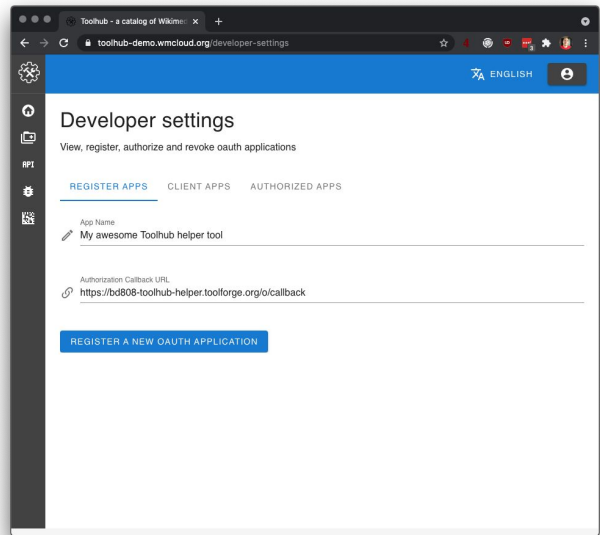 Toolhub - a catalog of Wikimed
toolhub-demo.wmcloud.org/developer-settings
ENGLISH
API
Developer settings
View, register, authorize and revoke oauth applications
REGISTER APPS CLIENT APPS AUTHORIZED APPS
App Name
My awesome Toolhub helper tool
Authorization Callback URL
https://bd808-toolhub-helper.toolforge.org/o/callback
REGISTER A NEW OAUTH APPLICATION